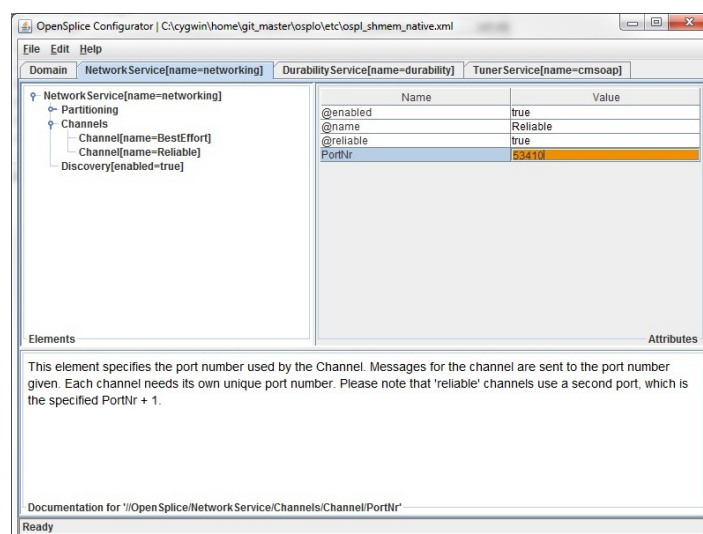 OpenSplice Configurator | C:\cygwin\home\git_master\osplo\etc\ospl_shmem_native.xml
File Edit Help
Domain NetworkService[name=networking] DurabilityService[name=durability] TunerService[name=cmsoap]
NetworkService[name=networking]
Partitioning
Channels
Channel[name=BestEffort]
Channel[name=Reliable]
Discovery[enabled=true]
Elements
Name Value
@enabled true
@name Reliable
@reliable true
PortNr 53410
Attributes
This element specifies the port number used by the Channel. Messages for the channel are sent to the port number
given. Each channel needs its own unique port number. Please note that 'reliable' channels use a second port, which is
the specified PortNr + 1.
Documentation for '//OpenSplice/NetworkService/Channels/Channel/PortNr'
Ready